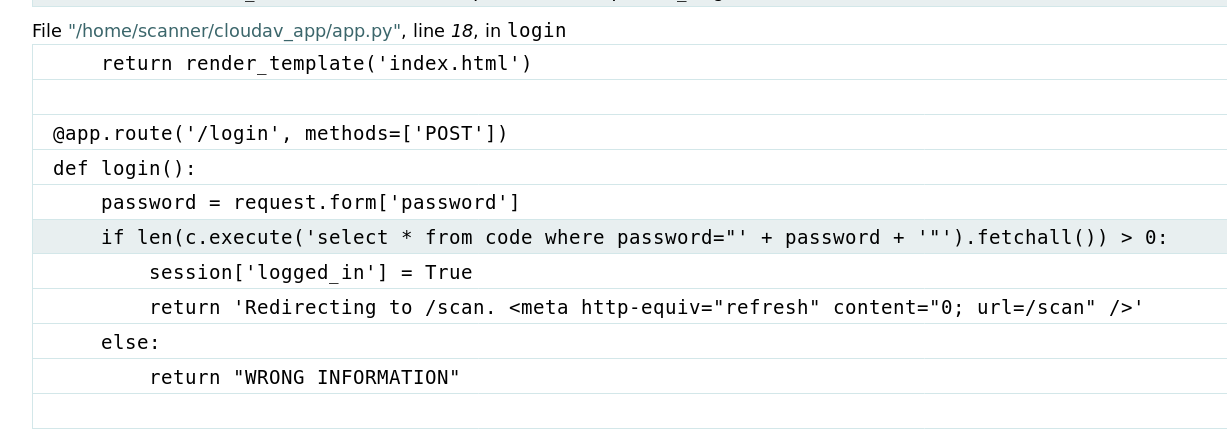 File "/home/scanner/cloudav_app/app.py", line 18, in login
    return render_template('index.html')
@app.route('/login', methods=['POST'])
def login():
    password = request.form['password']
    if len(c.execute('select * from code where password="' + password + '"').fetchall()) > 0:
        session['logged_in'] = True
        return 'Redirecting to /scan. <meta http-equiv="refresh" content="0; url=/scan" />'
    else:
        return "WRONG INFORMATION"